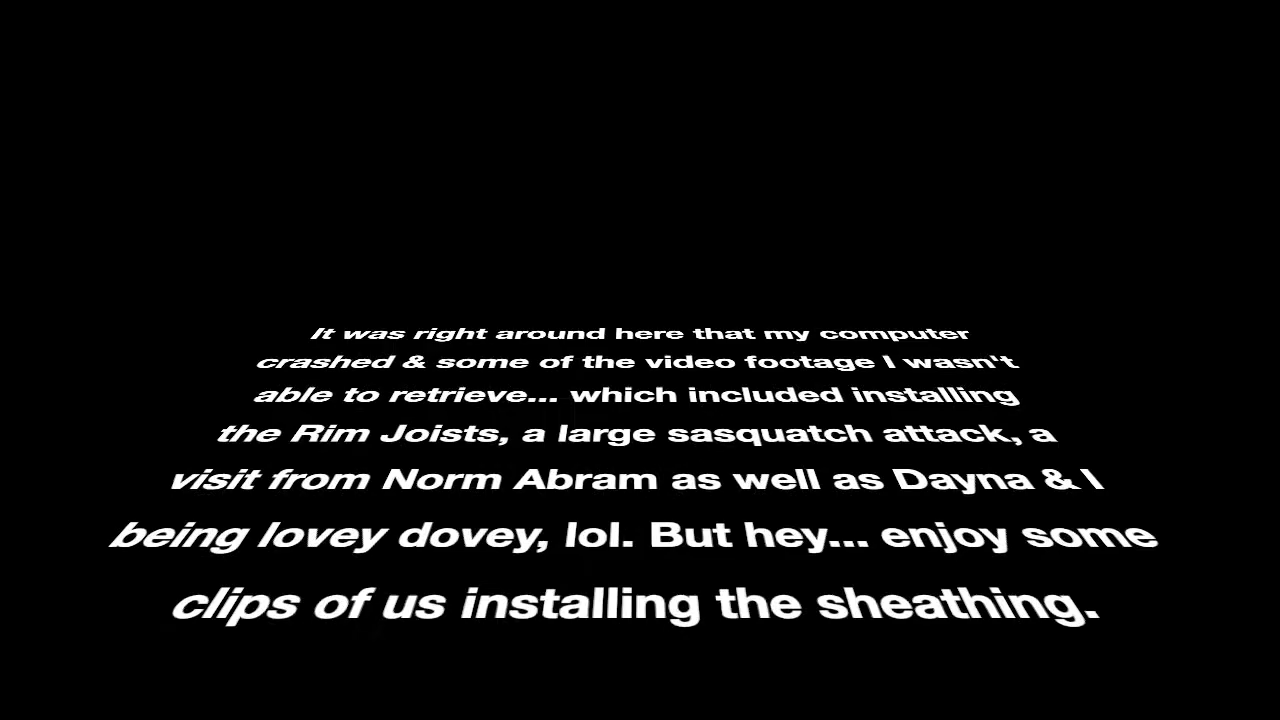 It was right around here that my computer
crashed & some of the video footage I wasn't
able to retrieve... which included installing
the Rim Joists, a large sasquatch attack, a
visit from Norm Abram as well as Dayna & I
being lovey dovey, lol. But hey... enjoy some
clips of us installing the sheathing.